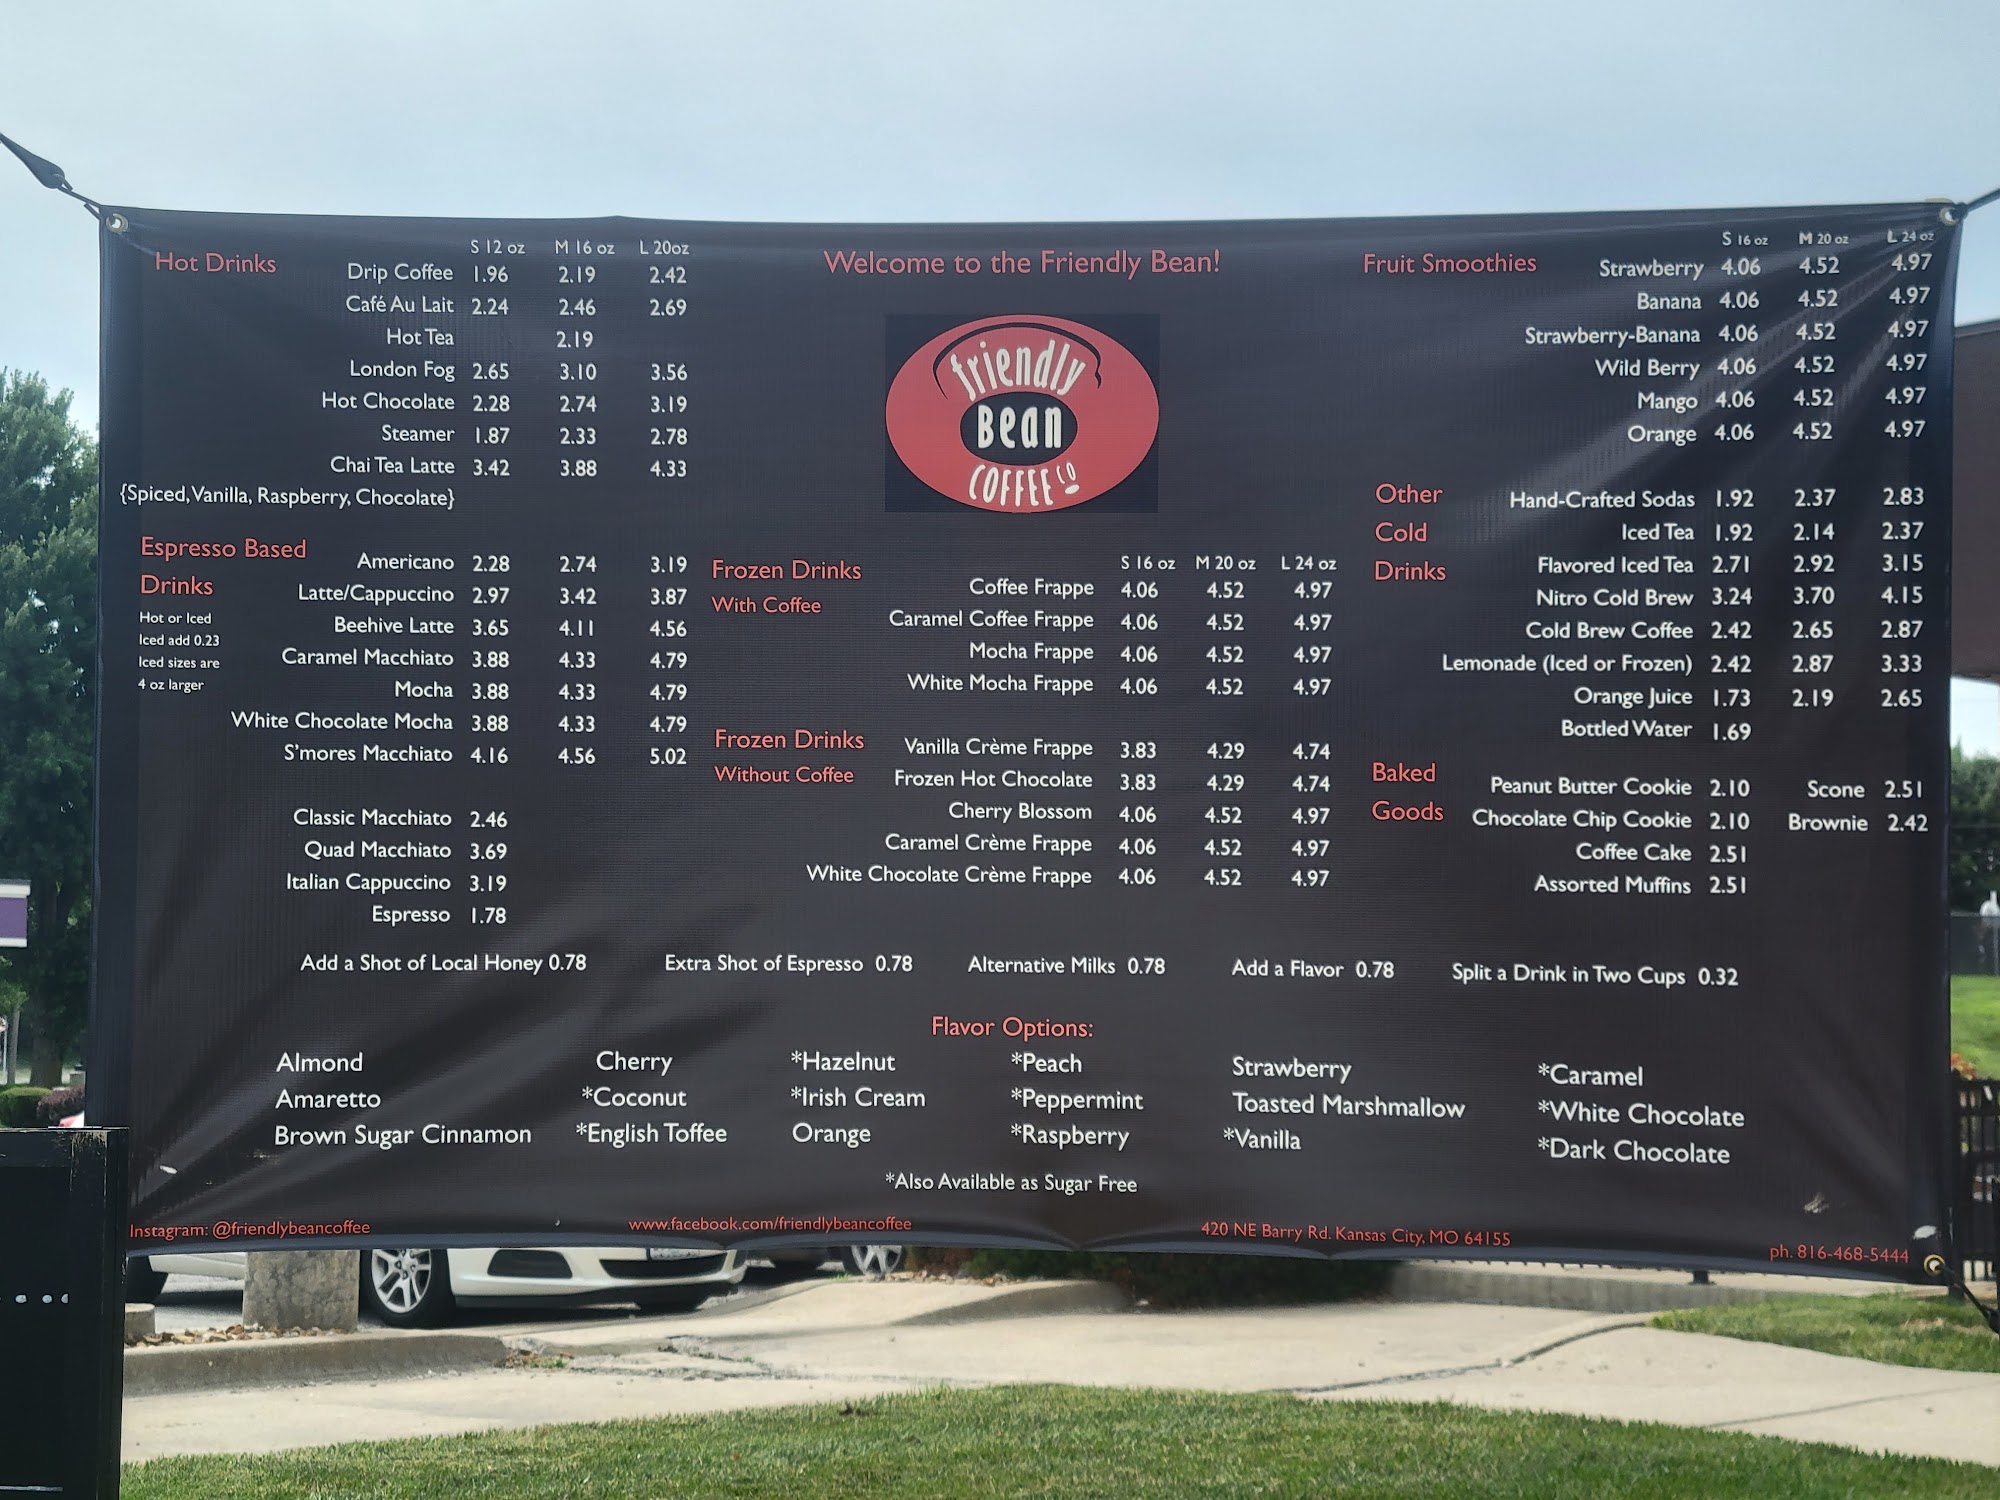 Welcome to the Friendly Bean!
friendly
Bean
COFFEE CO
Hot Drinks
S 12 oz M 16 oz L 20oz
Drip Coffee 1.96 2.19 2.42
Café Au Lait 2.24 2.46 2.69
Hot Tea 2.19
London Fog 2.65 3.10 3.56
Hot Chocolate 2.28 2.74 3.19
Steamer 1.87 2.33 2.78
Chai Tea Latte 3.42 3.88 4.33
{Spiced, Vanilla, Raspberry, Chocolate}
Espresso Based
Drinks
Hot or Iced
Iced add 0.23
Iced sizes are
4 oz larger
Americano 2.28 2.74 3.19
Latte/Cappuccino 2.97 3.42 3.87
Beehive Latte 3.65 4.11 4.56
Caramel Macchiato 3.88 4.33 4.79
Mocha 3.88 4.33 4.79
White Chocolate Mocha 3.88 4.33 4.79
S'mores Macchiato 4.16 4.56 5.02
Classic Macchiato 2.46
Quad Macchiato 3.69
Italian Cappuccino 3.19
Espresso 1.78
Frozen Drinks
With Coffee
S 16 oz M 20 oz L 24 oz
Coffee Frappe 4.06 4.52 4.97
Caramel Coffee Frappe 4.06 4.52 4.97
Mocha Frappe 4.06 4.52 4.97
White Mocha Frappe 4.06 4.52 4.97
Frozen Drinks
Without Coffee
Vanilla Crème Frappe 3.83 4.29 4.74
Frozen Hot Chocolate 3.83 4.29 4.74
Cherry Blossom 4.06 4.52 4.97
Caramel Crème Frappe 4.06 4.52 4.97
White Chocolate Crème Frappe 4.06 4.52 4.97
Fruit Smoothies
S 16 oz M 20 oz L 24 oz
Strawberry 4.06 4.52 4.97
Banana 4.06 4.52 4.97
Strawberry-Banana 4.06 4.52 4.97
Wild Berry 4.06 4.52 4.97
Mango 4.06 4.52 4.97
Orange 4.06 4.52 4.97
Other
Cold
Drinks
Hand-Crafted Sodas 1.92 2.37 2.83
Iced Tea 1.92 2.14 2.37
Flavored Iced Tea 2.71 2.92 3.15
Nitro Cold Brew 3.24 3.70 4.15
Cold Brew Coffee 2.42 2.65 2.87
Lemonade (Iced or Frozen) 2.42 2.87 3.33
Orange Juice 1.73 2.19 2.65
Bottled Water 1.69
Baked
Goods
Peanut Butter Cookie 2.10 Scone 2.51
Chocolate Chip Cookie 2.10 Brownie 2.42
Coffee Cake 2.51
Assorted Muffins 2.51
Add a Shot of Local Honey 0.78 Extra Shot of Espresso 0.78 Alternative Milks 0.78 Add a Flavor 0.78 Split a Drink in Two Cups 0.32
Flavor Options:
Almond Cherry *Hazelnut *Peach Strawberry *Caramel
Amaretto *Coconut *Irish Cream *Peppermint Toasted Marshmallow *White Chocolate
Brown Sugar Cinnamon *English Toffee Orange *Raspberry *Vanilla *Dark Chocolate
*Also Available as Sugar Free
Instagram: @friendlybeancoffee www.facebook.com/friendlybeancoffee 420 NE Barry Rd. Kansas City, MO 64155 ph. 816-468-5444